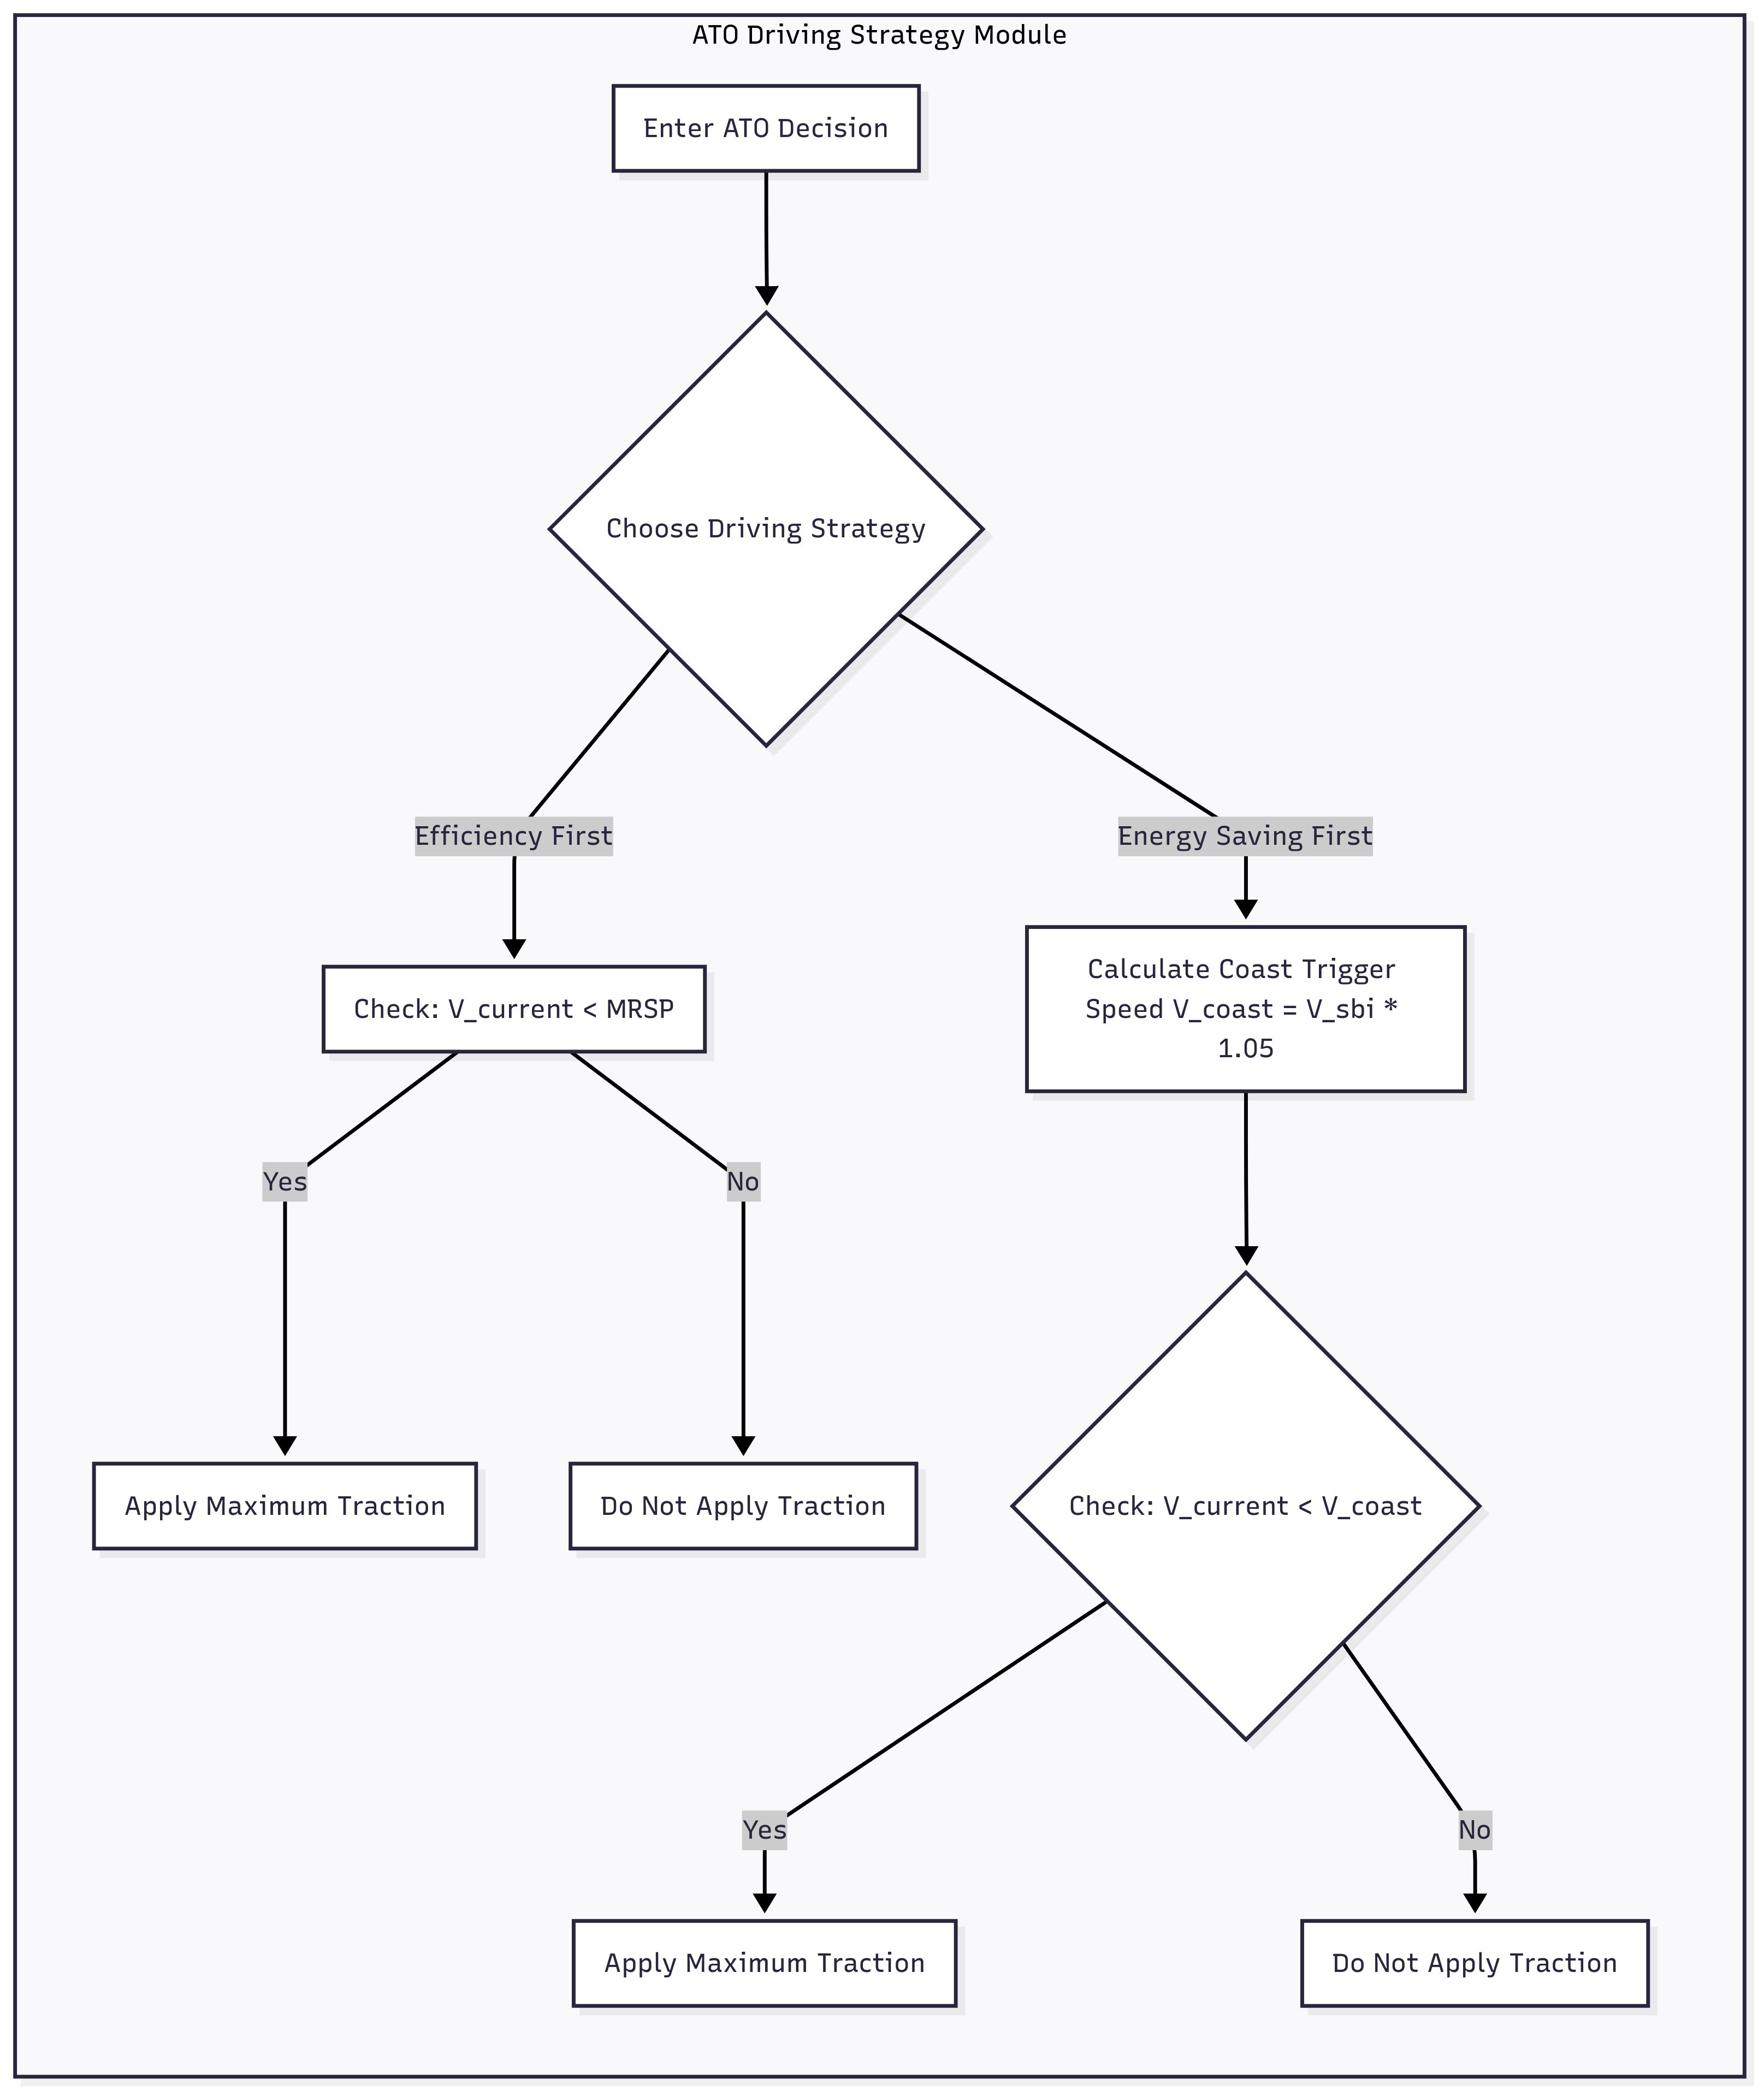 ATO Driving Strategy Module
Enter ATO Decision
Choose Driving Strategy
Efficiency First
Energy Saving First
Check: V_current < MRSP
Calculate Coast Trigger
Speed V_coast = V_sbi *
1.05
Yes
No
Apply Maximum Traction
Do Not Apply Traction
Check: V_current < V_coast
Yes
No
Apply Maximum Traction
Do Not Apply Traction